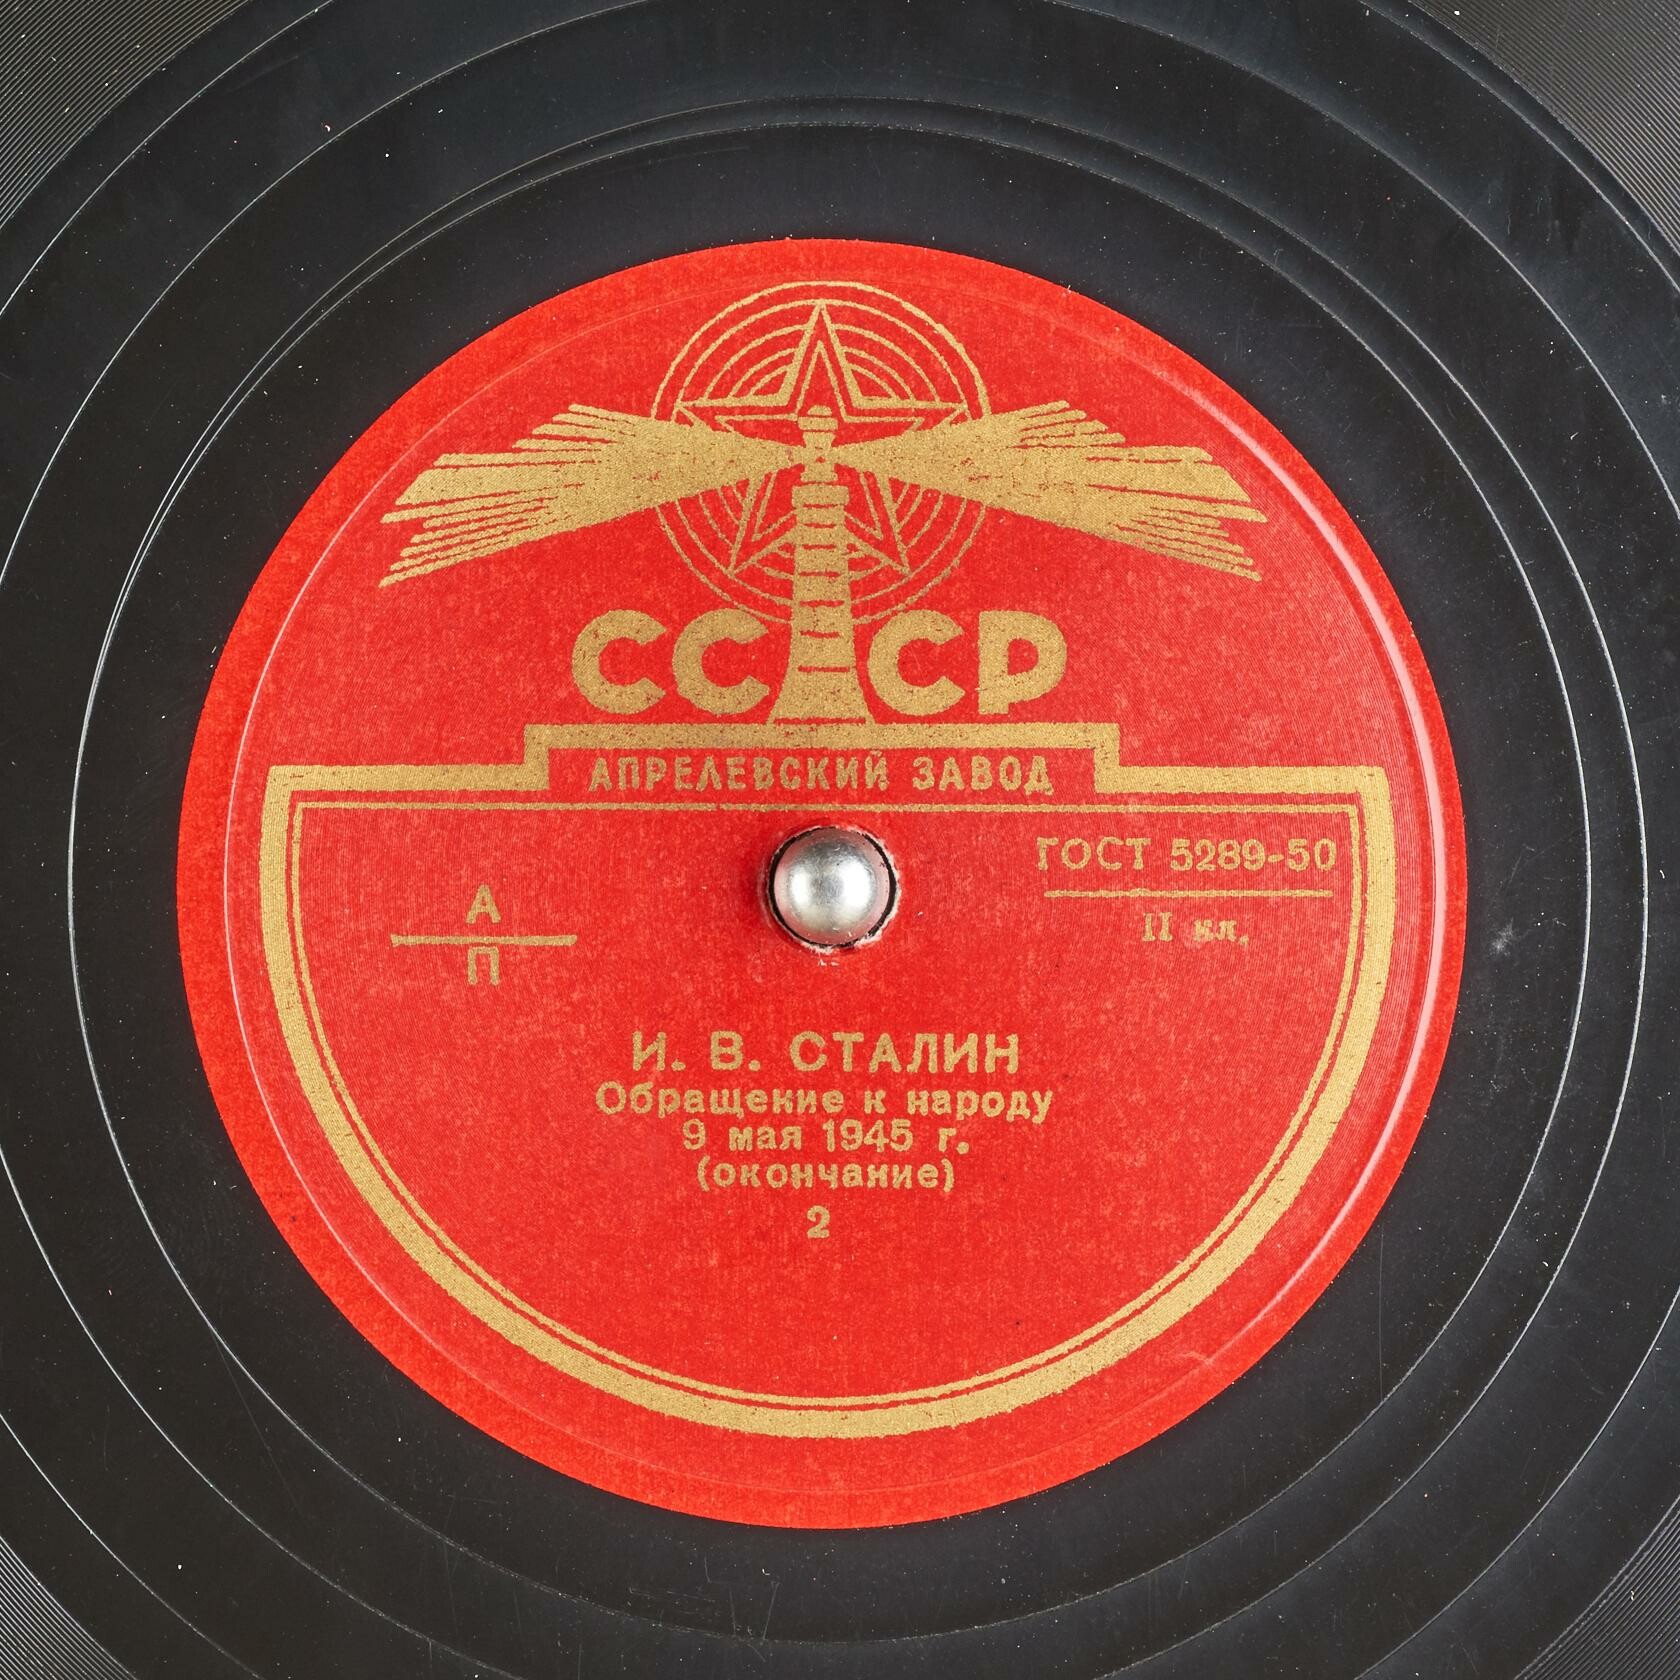 СССР
АПРЕЛЕВСКИЙ ЗАВОД
ГОСТ 5289-50
II кл.
А
П
И. В. СТАЛИН
Обращение к народу
9 мая 1945 г.
(окончание)
2